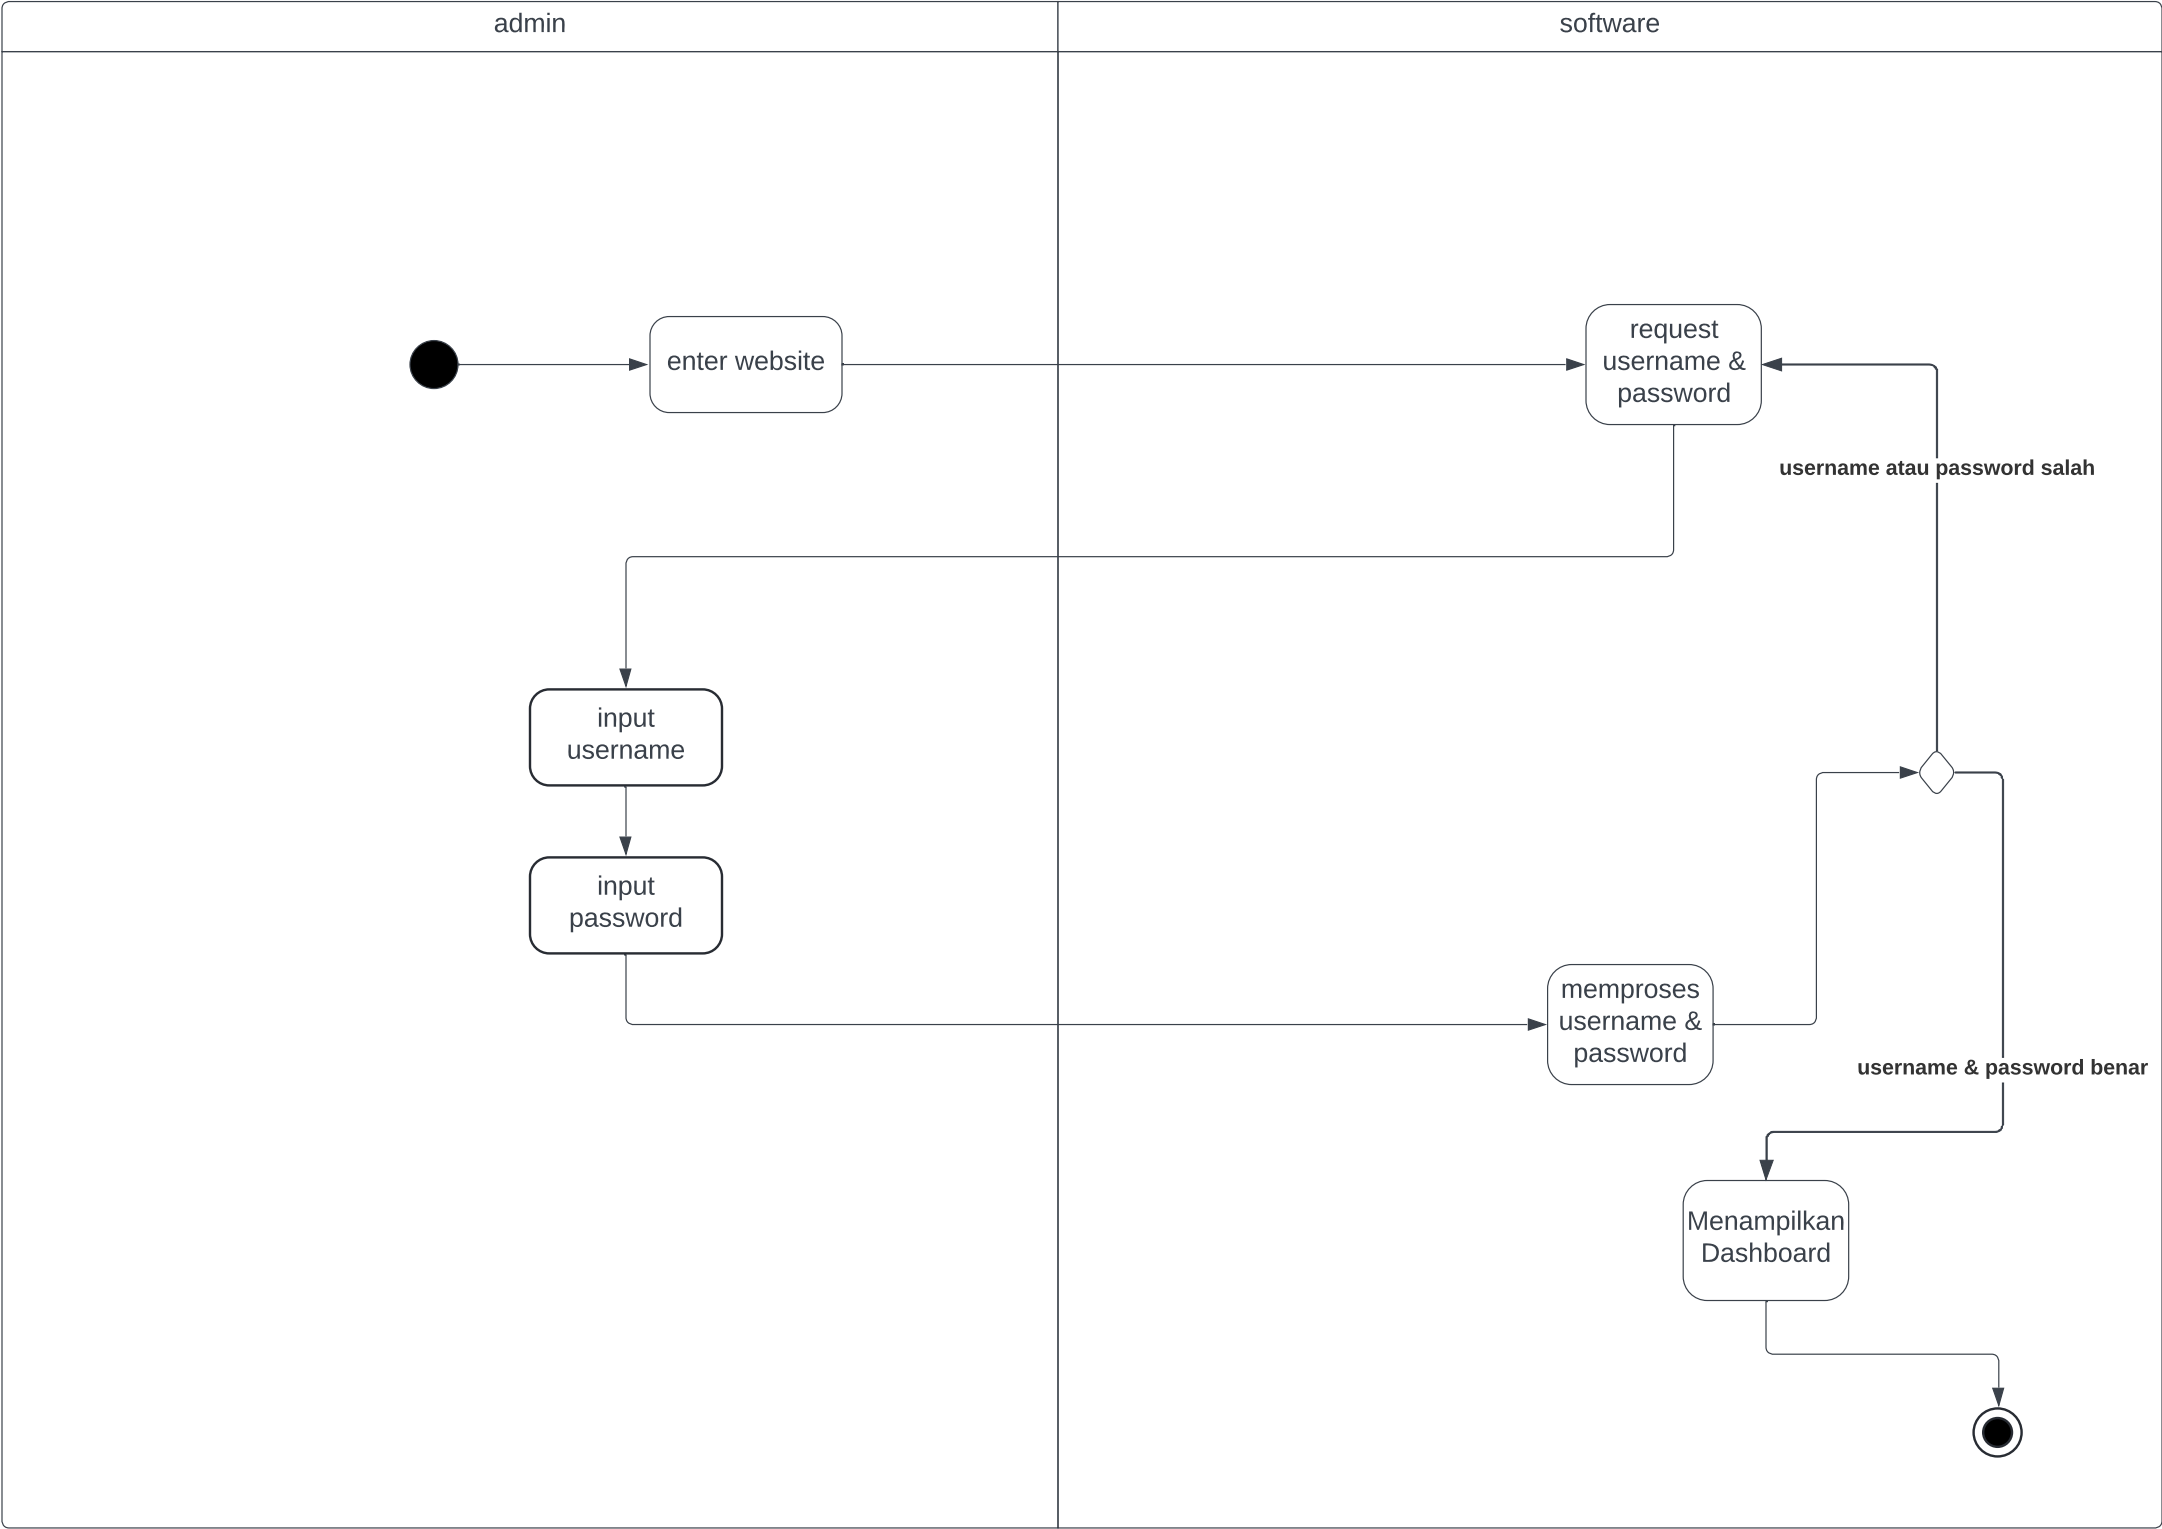 admin
software
enter website
request
username &
password
username atau password salah
input
username
input
password
memproses
username &
password
username & password benar
Menampilkan
Dashboard